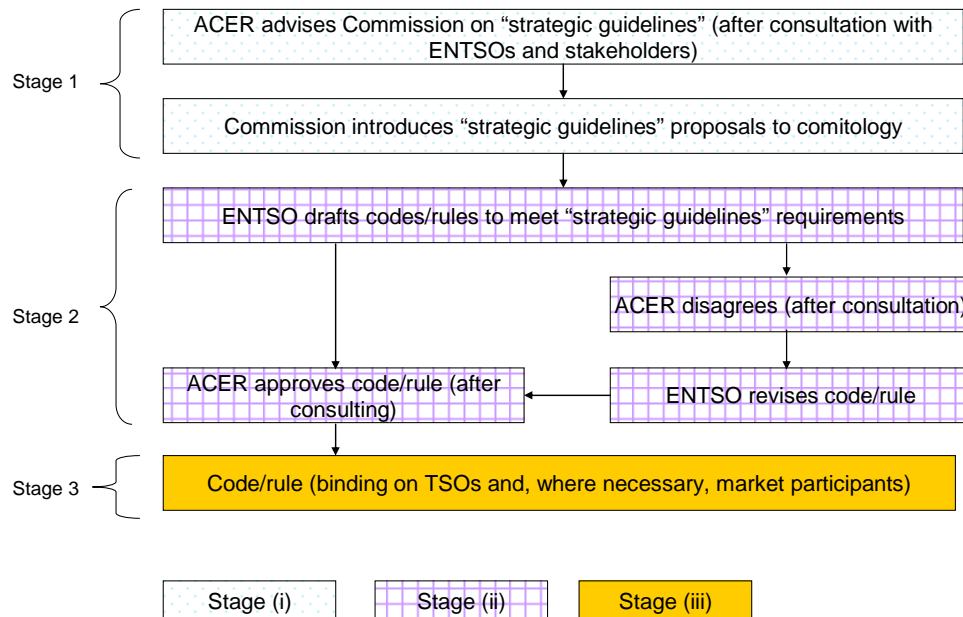 ACER advises Commission on “strategic guidelines” (after consultation with
ENTSOs and stakeholders)
Stage 1
Commission introduces “strategic guidelines” proposals to comitology
ENTSO drafts codes/rules to meet “strategic guidelines” requirements
ACER disagrees (after consultation)
Stage 2
ACER approves code/rule (after
consulting)
ENTSO revises code/rule
Stage 3
Code/rule (binding on TSOs and, where necessary, market participants)
Stage (i)
Stage (ii)
Stage (iii)